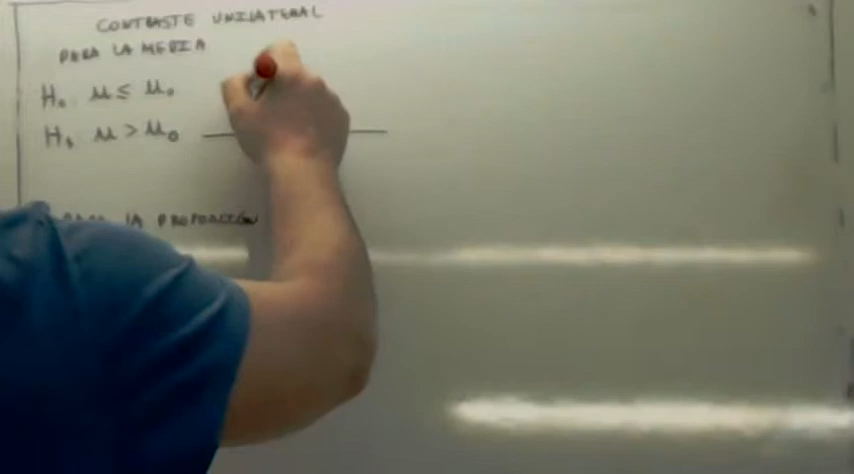 CONTRASTE UNILATERAL
PARA LA MEDIA
H₀ μ ≤ μ₀
H₁ μ > μ₀
PARA LA PROPORCIÓN